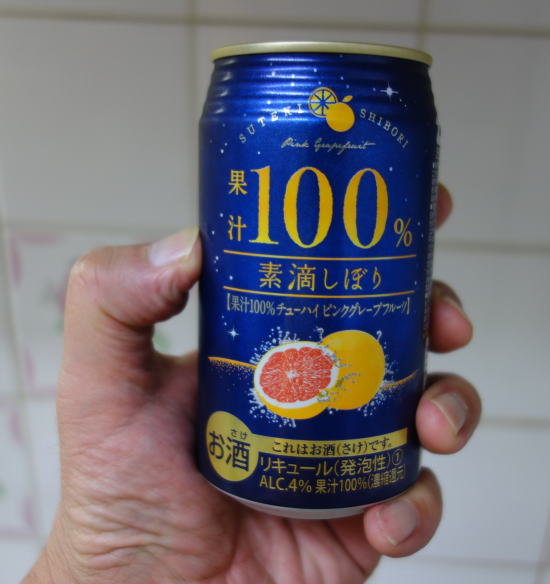 SUTEKI SHIBORI
Pink Grapefruit
果汁100%
素滴しぼり
【果汁100%チューハイ ピンクグレープフルーツ】
さけ
お酒
これはお酒(さけ)です。
リキュール(発泡性)①
ALC.4% 果汁100%(濃縮還元)